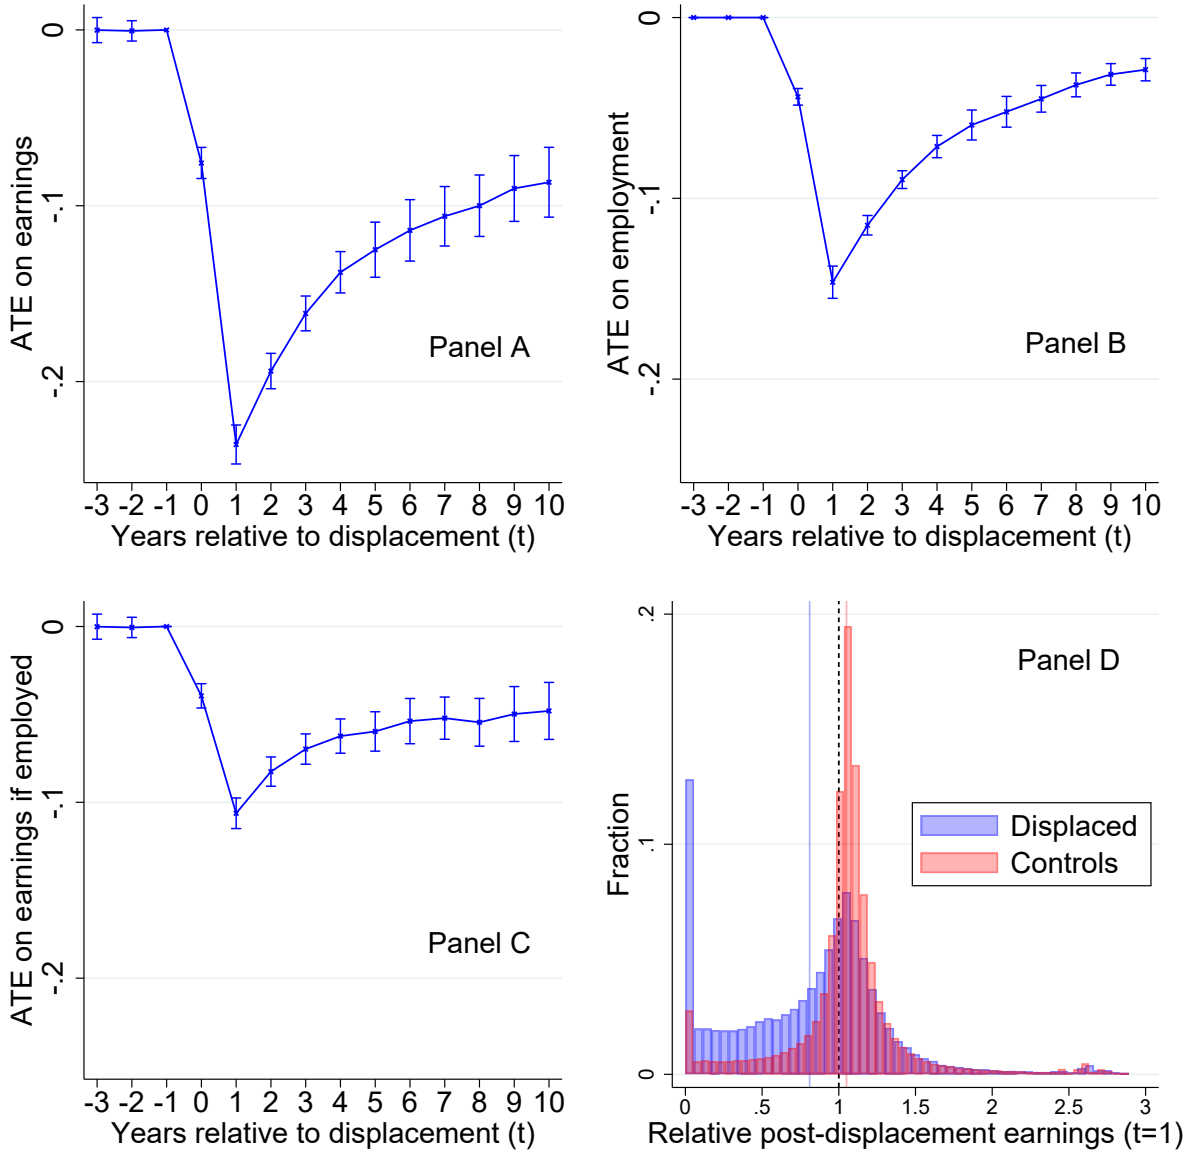 ATE on earnings
0
-.1
-.2
Panel A
-3 -2 -1 0 1 2 3 4 5 6 7 8 9 10
Years relative to displacement (t)
ATE on employment
0
-.1
-.2
Panel B
-3 -2 -1 0 1 2 3 4 5 6 7 8 9 10
Years relative to displacement (t)
ATE on earnings if employed
0
-.
-.2
Panel C
-3 -2 -1 0 1 2 3 4 5 6 7 8 9 10
Years relative to displacement (t)
Fraction
.2
.1
0
Panel D
Displaced
Controls
0 .5 1 1.5 2 2.5 3
Relative post-displacement earnings (t=1)